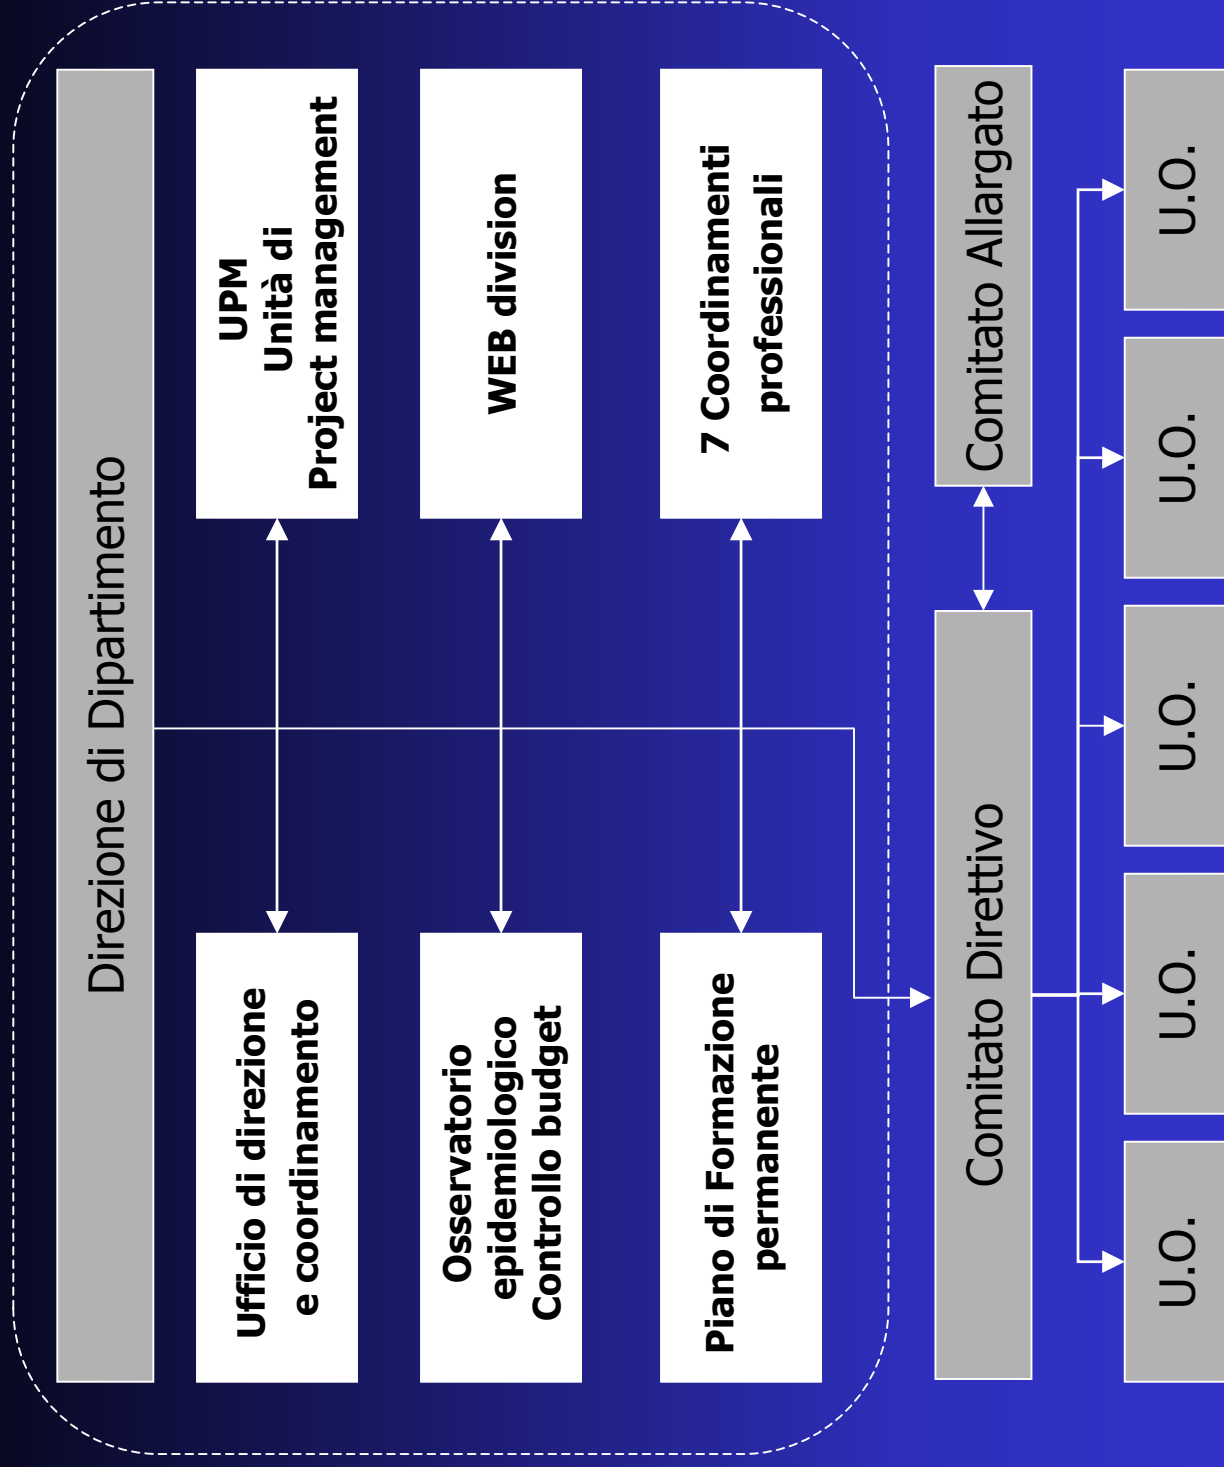 Direzione di Dipartimento
Ufficio di direzione
e coordinamento
UPM
Unità di
Project management
Osservatorio
epidemiologico
Controllo budget
WEB division
Piano di Formazione
permanente
7 Coordinamenti
professionali
Comitato Direttivo
Comitato Allargato
U.O.
U.O.
U.O.
U.O.
U.O.